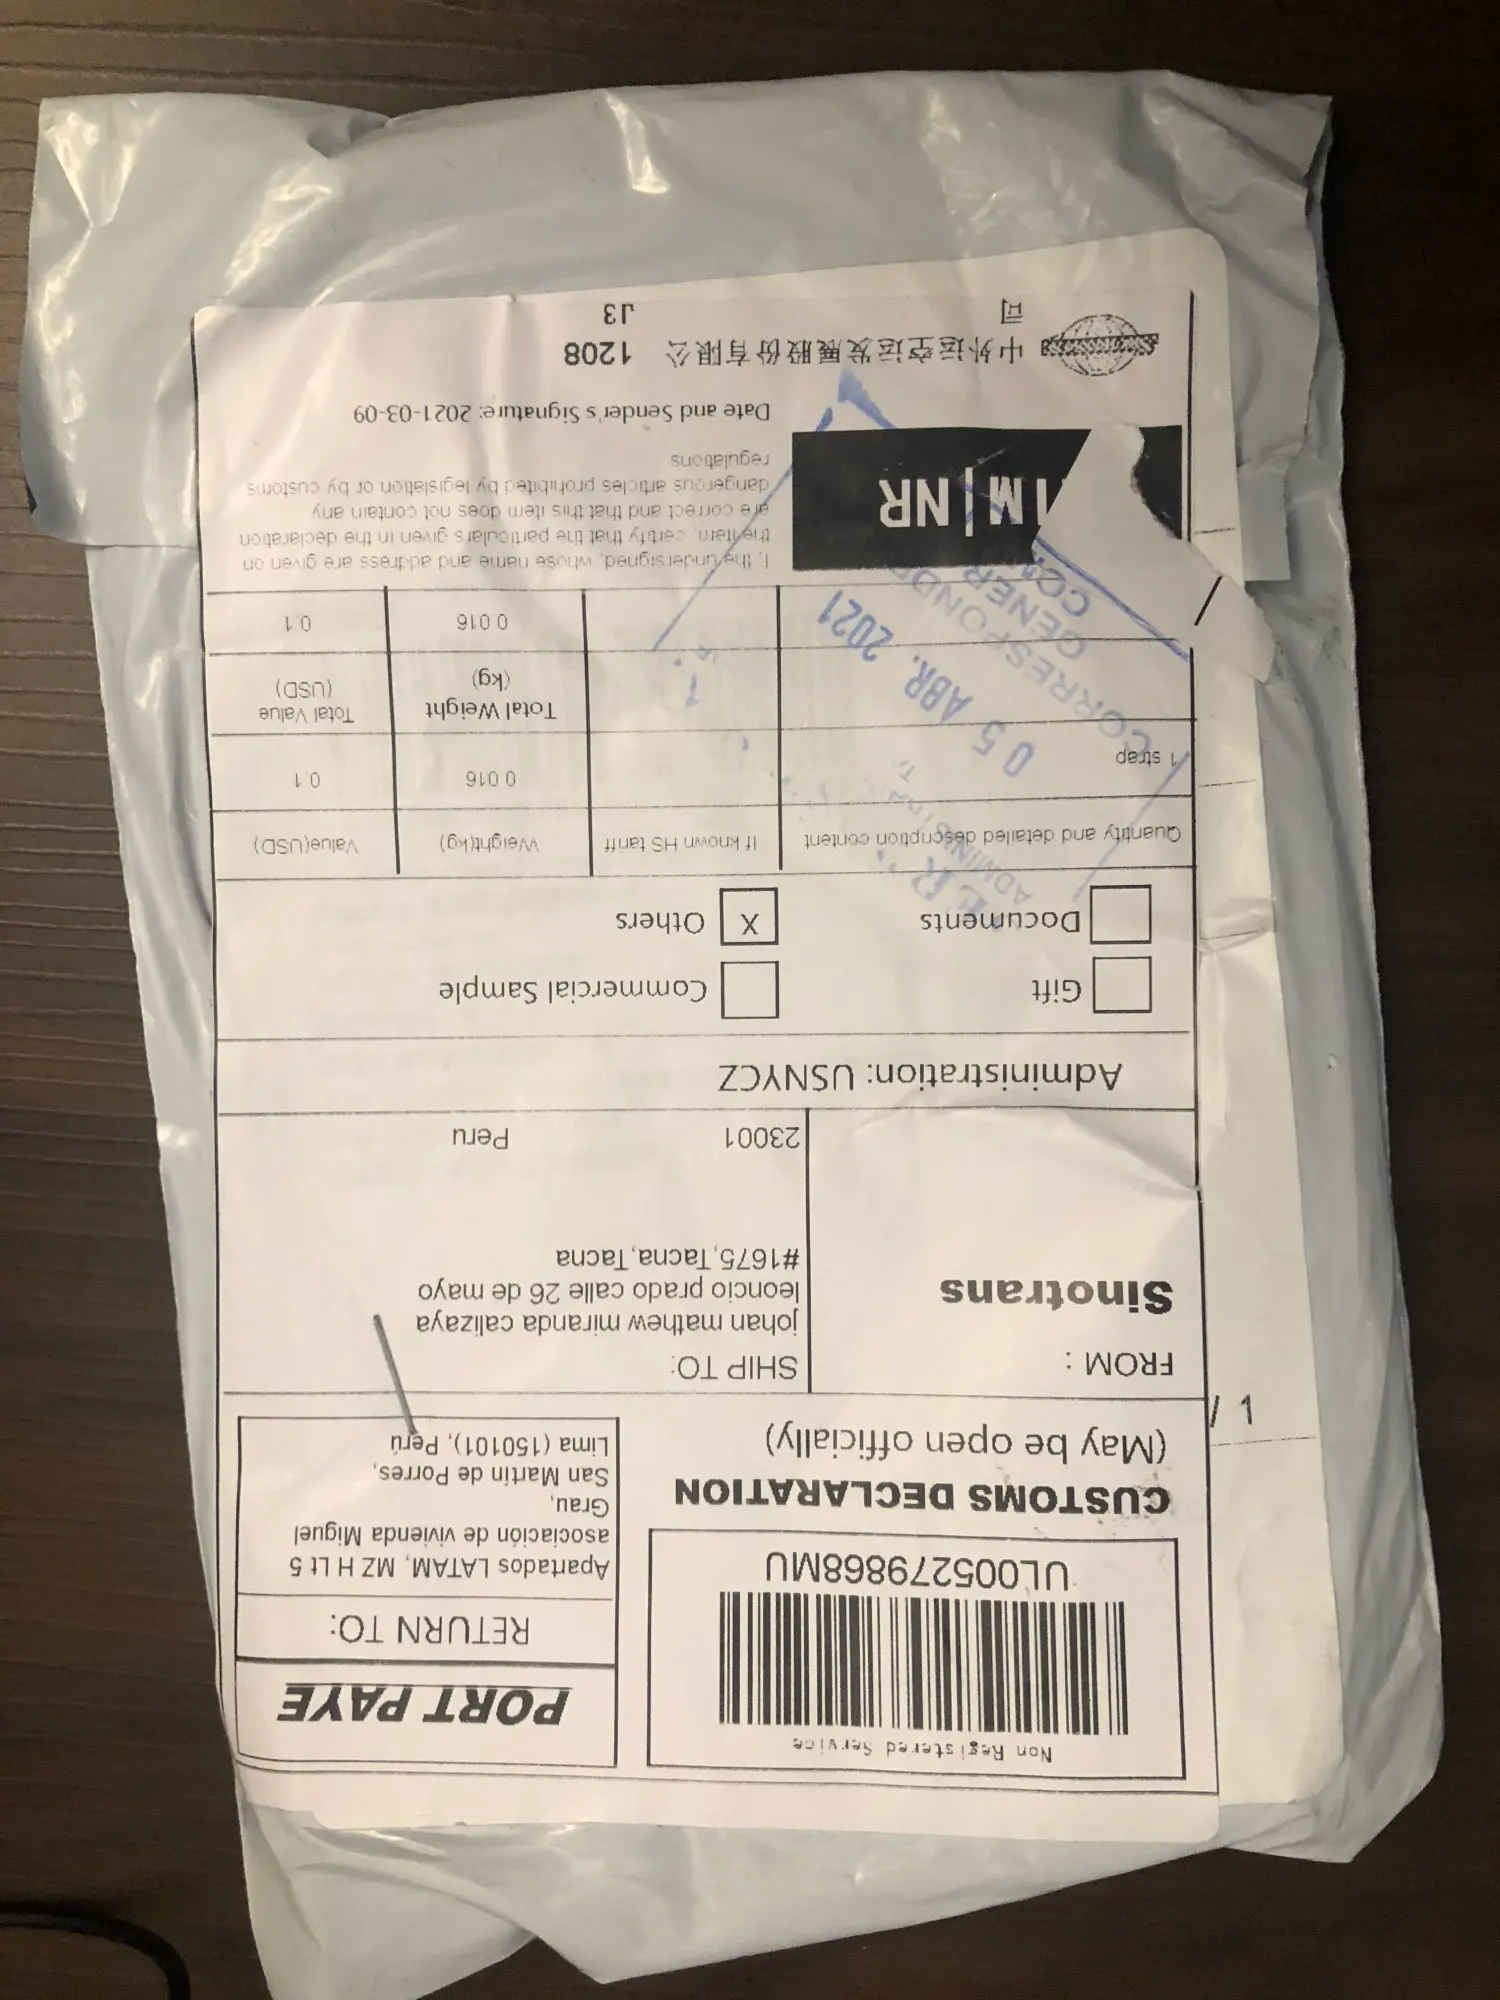 Non Registered Service
UL005279868MU
PORT PAYE
RETURN TO:
Apartados LATAM, MZ H Lt 5
asociación de vivienda Miguel
Grau,
San Martin de Porres,
Lima (150101), Perú
CUSTOMS DECLARATION
(May be open officially)
/ 1
FROM :
Sinotrans
SHIP TO:
johan mathew miranda calizaya
leoncio prado calle 26 de mayo
#1675,Tacna,Tacna
23001 Peru
Administration: USNYCZ
Gift
Commercial Sample
Documents
X Others
Quantity and detailed description content If known HS tariff Weight(kg) Value(USD)
1 strap 0.016 0.1
Total Weight
(kg)
Total Value
(USD)
0.016 0.1
05 ABR. 2021
I, the undersigned, whose name and address are given on
the item, certify that the particulars given in the declaration
are correct and that this item does not contain any
dangerous articles prohibited by legislation or by customs
regulations
M|NR
Date and Sender's Signature: 2021-03-09
中外运空运发展股份有限公
司
1208
J3